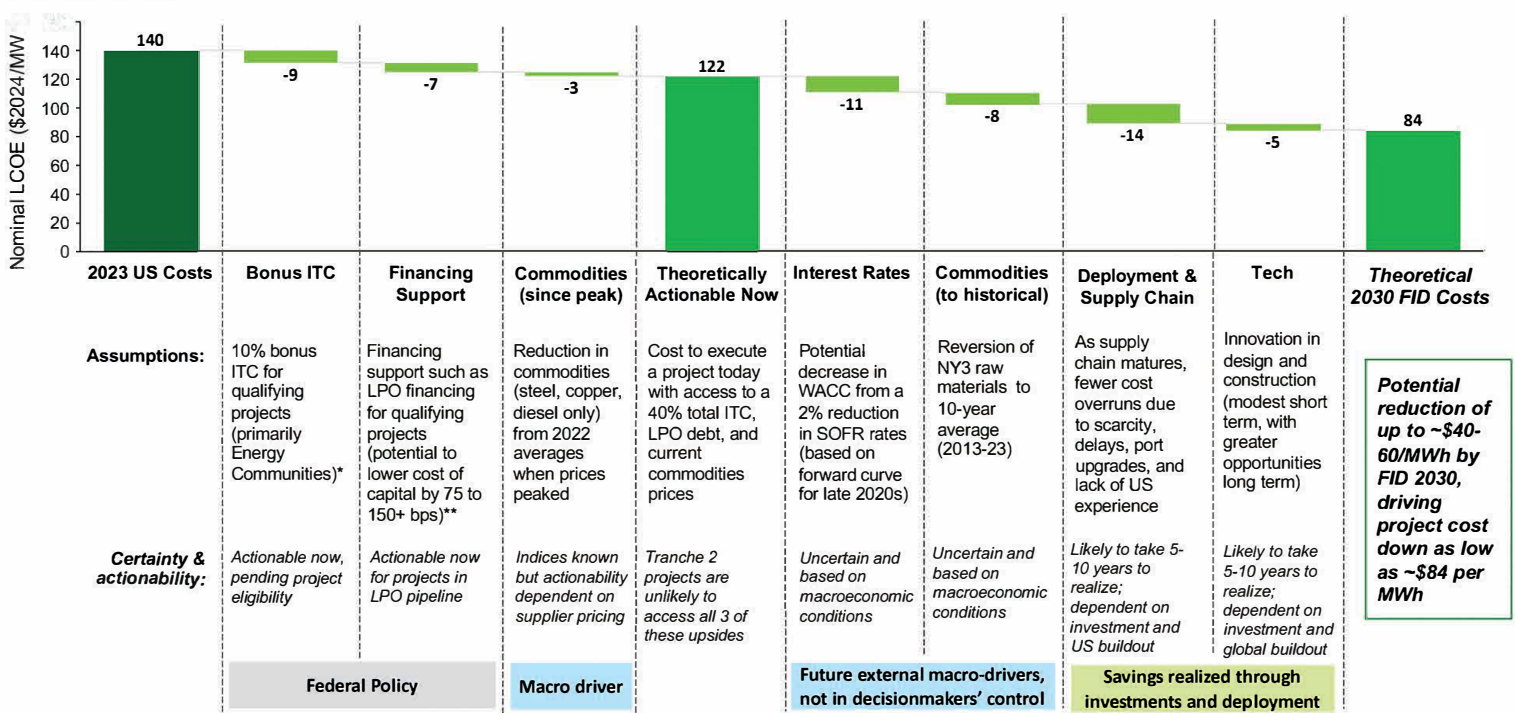 Nominal LCOE ($2024/MW
140
120
100
80
60
40
20
0
140
-9
-7
-3
122
-11
-8
-14
-5
84
2023 US Costs
Bonus ITC
Financing
Support
Commodities
(since peak)
Theoretically
Actionable Now
Interest Rates
Commodities
(to historical)
Deployment &
Supply Chain
Tech
Theoretical
2030 FID Costs
Assumptions:
10% bonus
ITC for
qualifying
projects
(primarily
Energy
Communities)*
Financing
support such as
LPO financing
for qualifying
projects
(potential to
lower cost of
capital by 75 to
150+ bps)**
Reduction in
commodities
(steel, copper,
diesel only)
from 2022
averages
when prices
peaked
Cost to execute
a project today
with access to a
40% total ITC,
LPO debt, and
current
commodities
prices
Potential
decrease in
WACC from a
2% reduction
in SOFR rates
(based on
forward curve
for late 2020s)
Reversion of
NY3 raw
materials to
10-year
average
(2013-23)
As supply
chain matures,
fewer cost
overruns due
to scarcity,
delays, port
upgrades, and
lack of US
experience
Innovation in
design and
construction
(modest short
term, with
greater
opportunities
long term)
Potential
reduction of
up to ~$40-
60/MWh by
FID 2030,
driving
project cost
down as low
as ~$84 per
MWh
Certainty &
actionability:
Actionable now,
pending project
eligibility
Actionable now
for projects in
LPO pipeline
Indices known
but actionability
dependent on
supplier pricing
Tranche 2
projects are
unlikely to
access all 3 of
these upsides
Uncertain and
based on
macroeconomic
conditions
Uncertain and
based on
macroeconomic
conditions
Likely to take 5-
10 years to
realize;
dependent on
investment and
US buildout
Likely to take
5-10 years to
realize;
dependent on
investment and
global buildout
Federal Policy
Macro driver
Future external macro-drivers,
not in decisionmakers' control
Savings realized through
investments and deployment